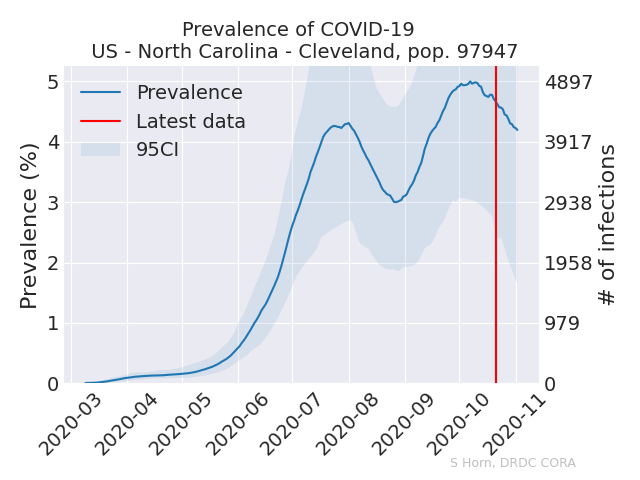 Prevalence of COVID-19
US - North Carolina - Cleveland, pop. 97947
Prevalence
Latest data
95CI
Prevalence (%)
5
4
3
2
1
0
4897
3917
2938
1958
979
0
# of infections
2020-03
2020-04
2020-05
2020-06
2020-07
2020-08
2020-09
2020-10
2020-11
S Horn, DRDC CORA